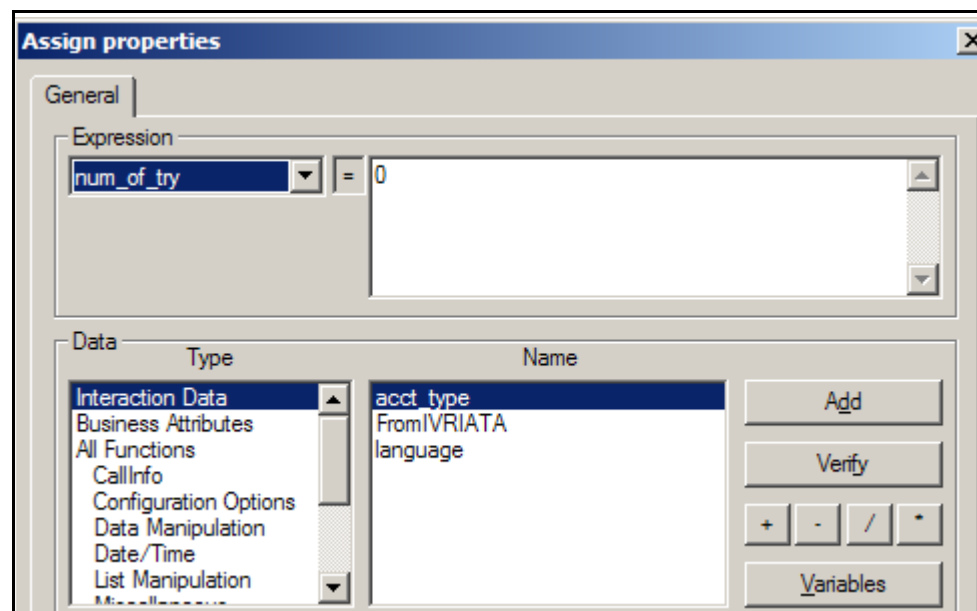 Assign properties
General
Expression
num_of_try
=
0
Data
Type
Name
Interaction Data
Business Attributes
All Functions
CallInfo
Configuration Options
Data Manipulation
Date/Time
List Manipulation
acct_type
FromIVRIATA
language
Add
Verify
+ - / *
Variables